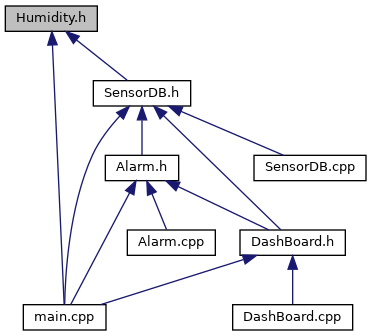 Humidity.h
SensorDB.h
Alarm.h
SensorDB.cpp
Alarm.cpp
DashBoard.h
main.cpp
DashBoard.cpp